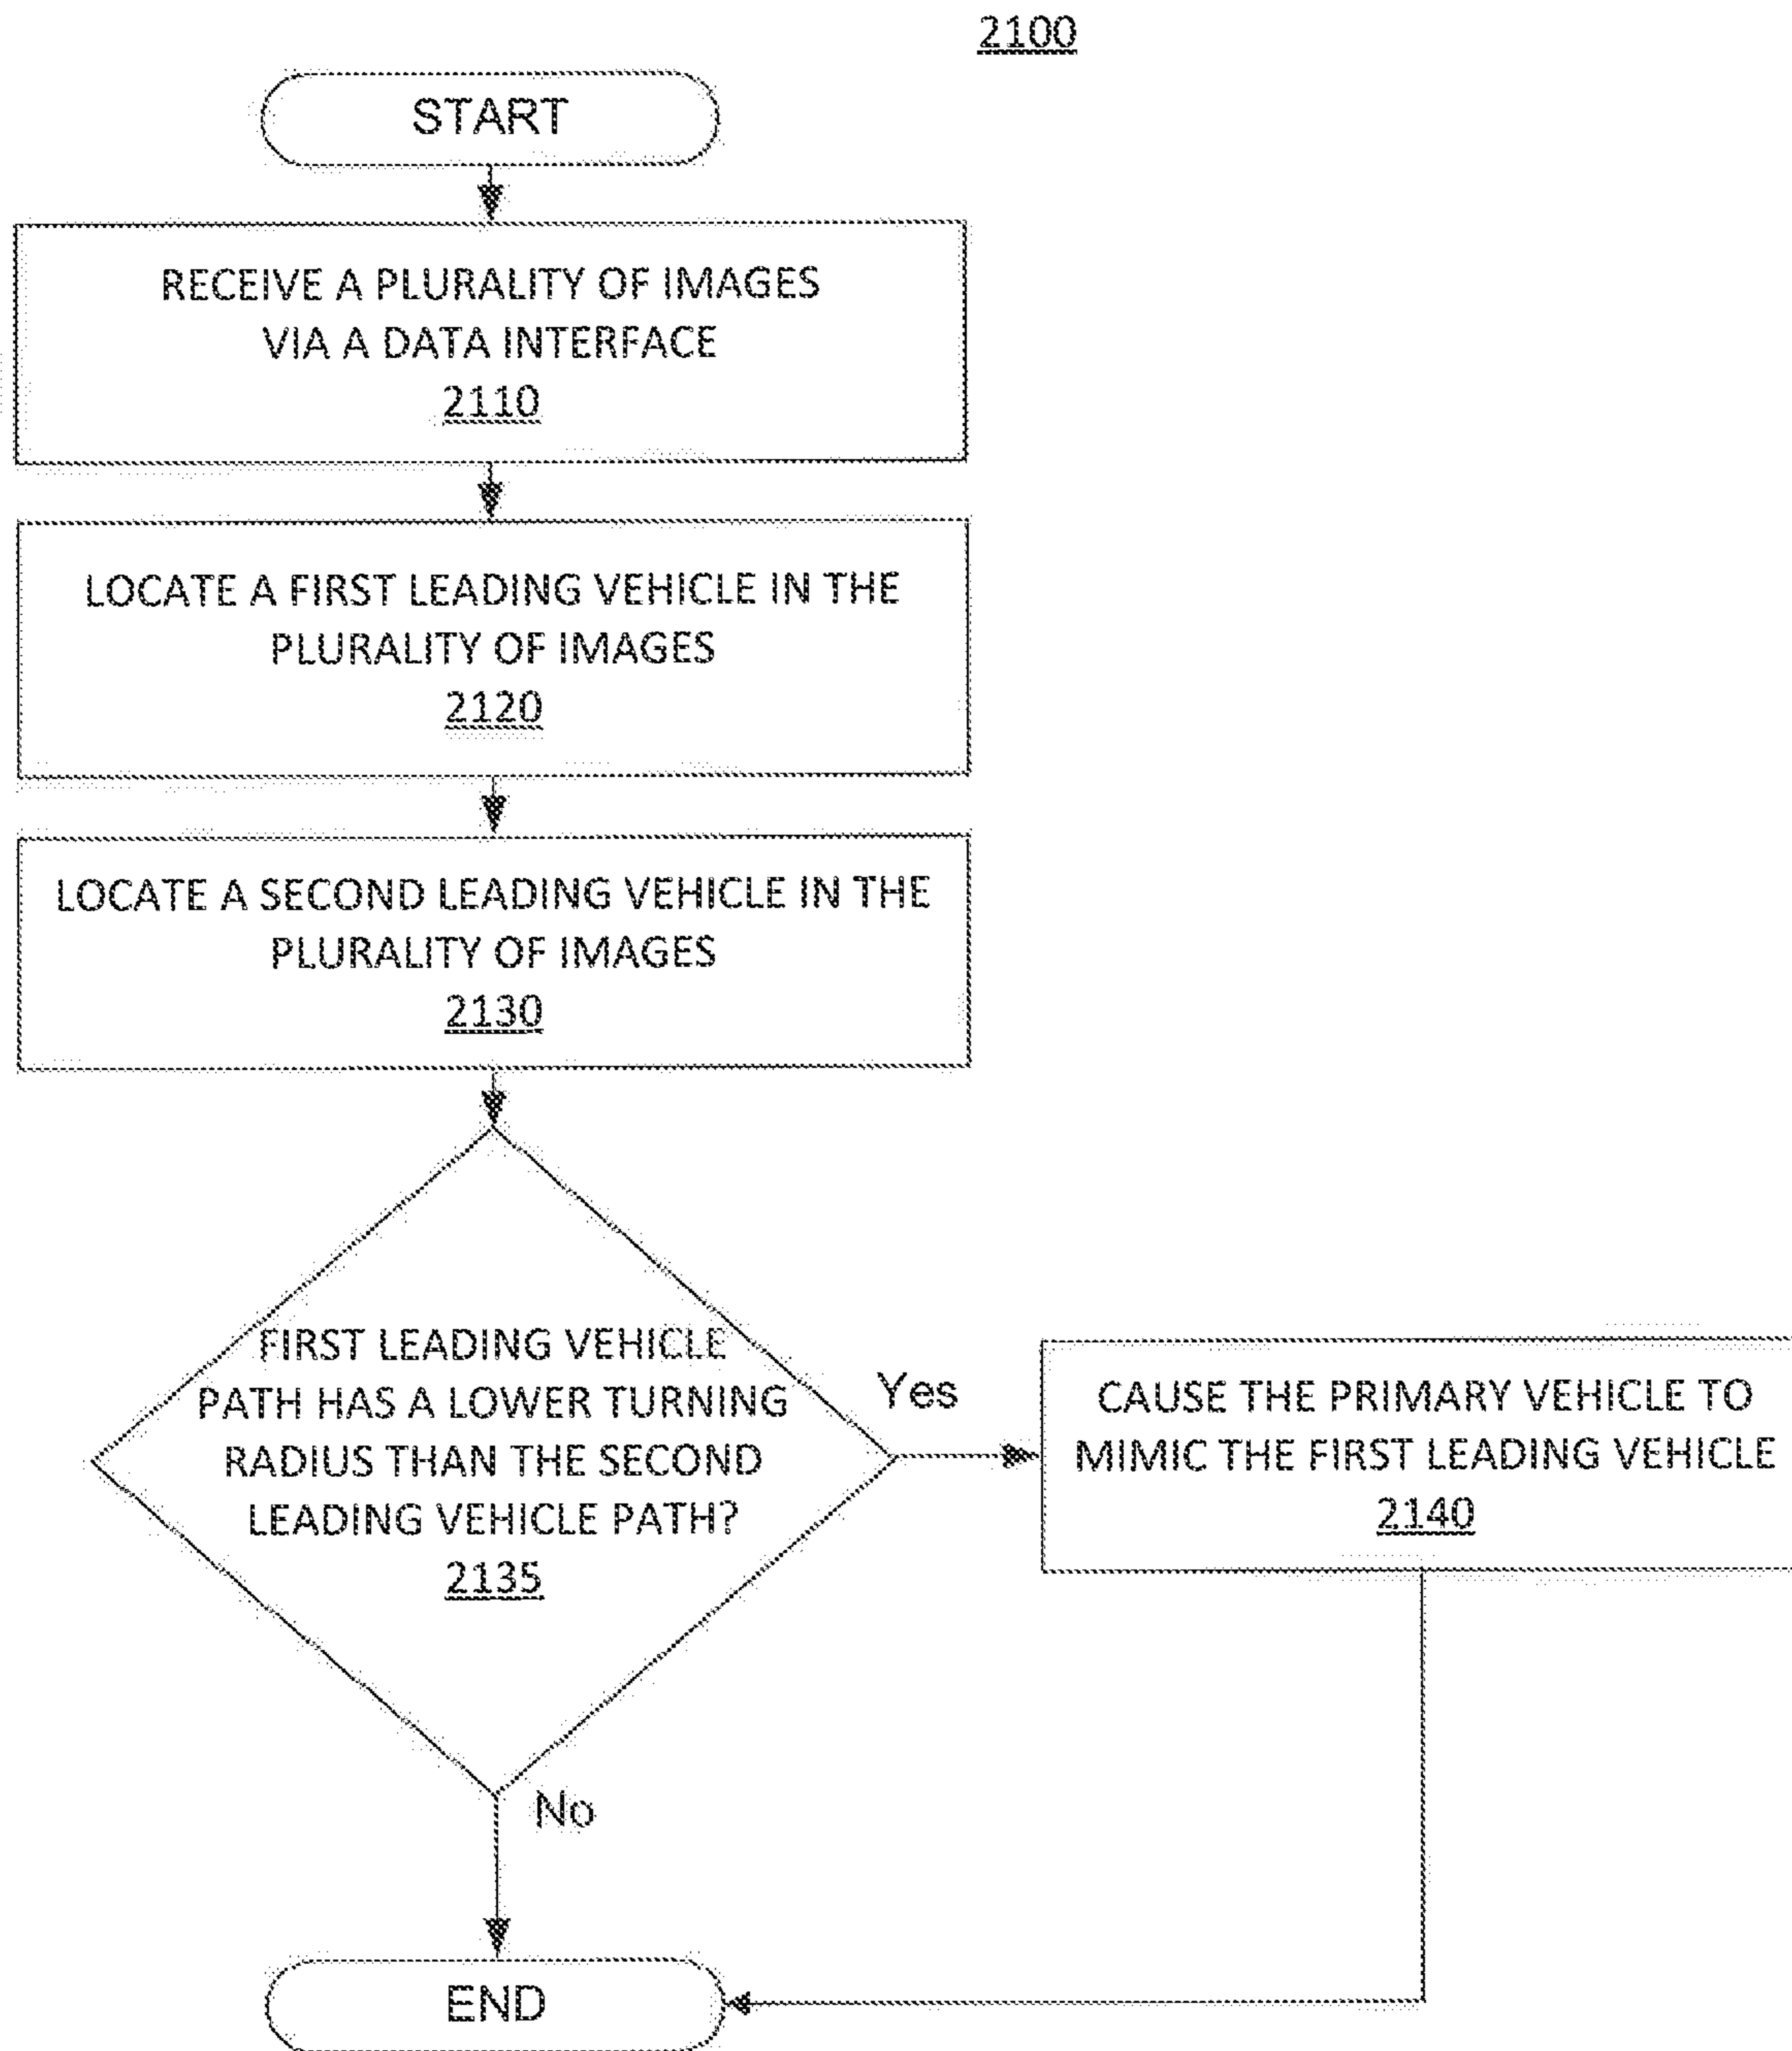 2100
START
RECEIVE A PLURALITY OF IMAGES
VIA A DATA INTERFACE
2110
LOCATE A FIRST LEADING VEHICLE IN THE
PLURALITY OF IMAGES
2120
LOCATE A SECOND LEADING VEHICLE IN THE
PLURALITY OF IMAGES
2130
FIRST LEADING VEHICLE
PATH HAS A LOWER TURNING
RADIUS THAN THE SECOND
LEADING VEHICLE PATH?
2135
Yes
CAUSE THE PRIMARY VEHICLE TO
MIMIC THE FIRST LEADING VEHICLE
2140
No
END